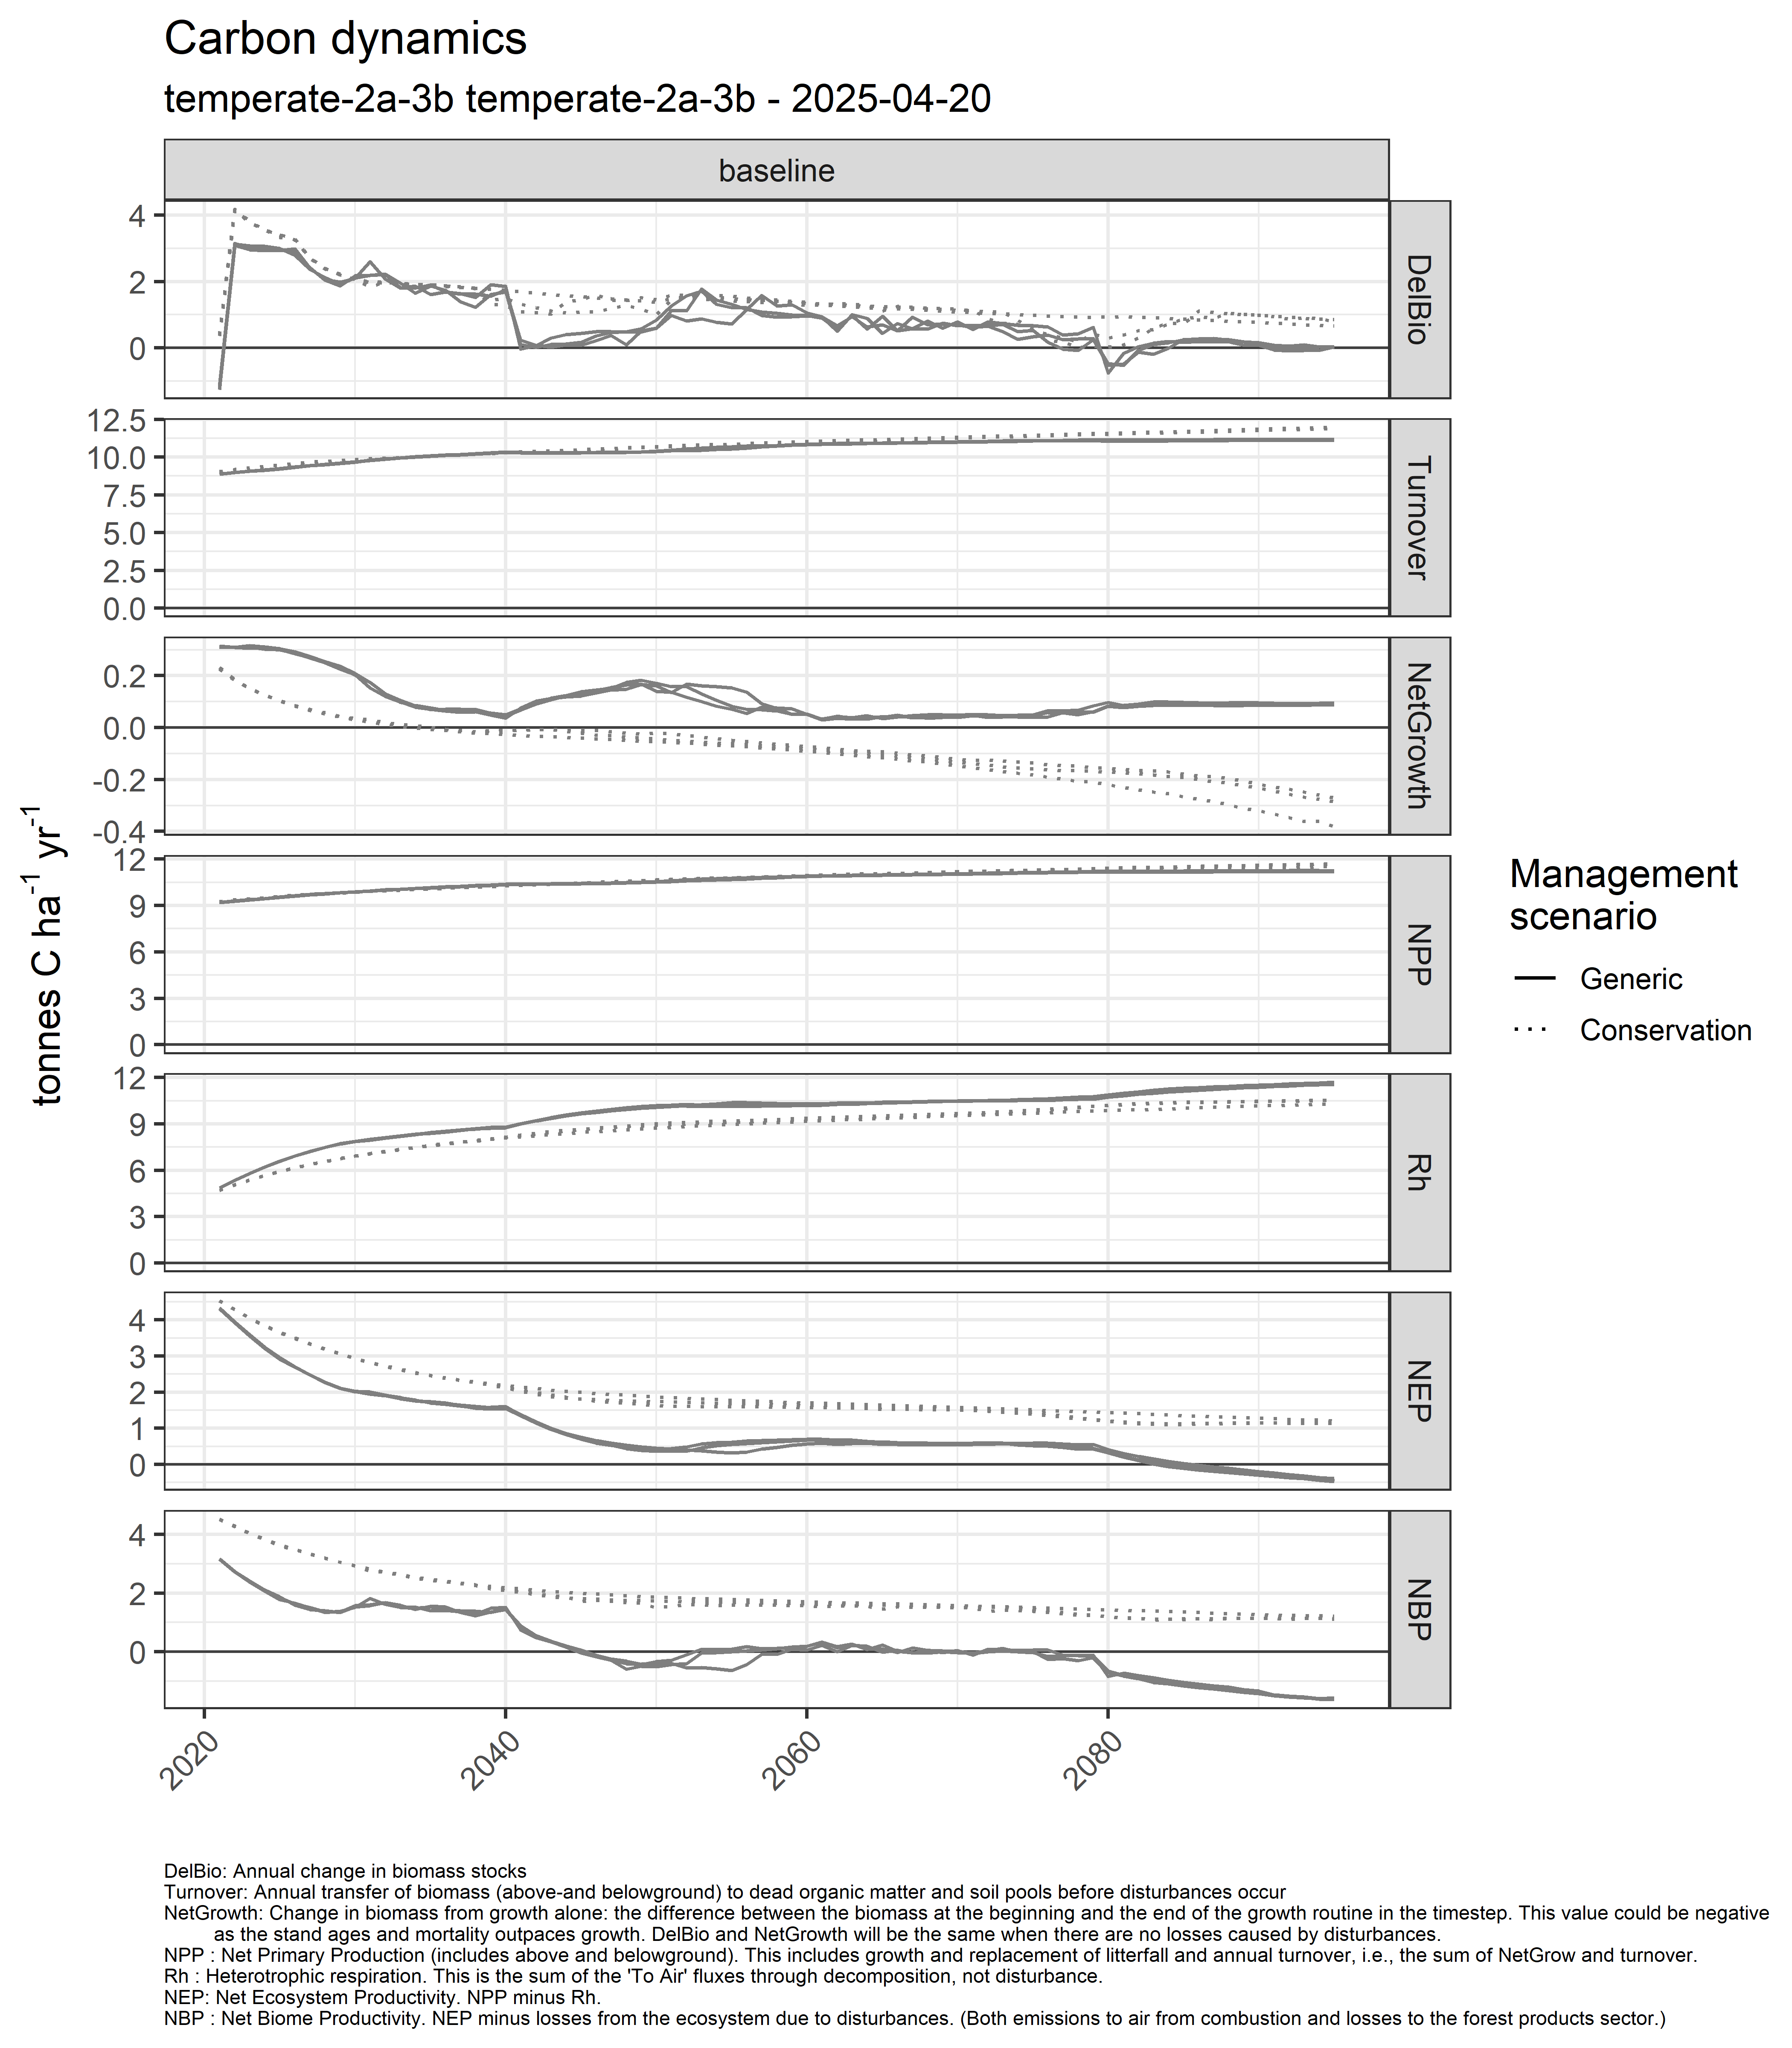 Carbon dynamics
temperate-2a-3b temperate-2a-3b - 2025-04-20
baseline
4
2
0
DelBio
12.5
10.0
7.5
5.0
2.5
0.0
Turnover
0.2
0.0
-0.2
-0.4
NetGrowth
12
9
6
3
0
NPP
12
9
6
3
0
Rh
4
3
2
1
0
NEP
4
2
0
NBP
2020
2040
2060
2080
tonnes C ha-1 yr-1
Management
scenario
Generic
Conservation
DelBio: Annual change in biomass stocks
Turnover: Annual transfer of biomass (above-and belowground) to dead organic matter and soil pools before disturbances occur
NetGrowth: Change in biomass from growth alone: the difference between the biomass at the beginning and the end of the growth routine in the timestep. This value could be negative
as the stand ages and mortality outpaces growth. DelBio and NetGrowth will be the same when there are no losses caused by disturbances.
NPP : Net Primary Production (includes above and belowground). This includes growth and replacement of litterfall and annual turnover, i.e., the sum of NetGrow and turnover.
Rh : Heterotrophic respiration. This is the sum of the 'To Air' fluxes through decomposition, not disturbance.
NEP: Net Ecosystem Productivity. NPP minus Rh.
NBP : Net Biome Productivity. NEP minus losses from the ecosystem due to disturbances. (Both emissions to air from combustion and losses to the forest products sector.)